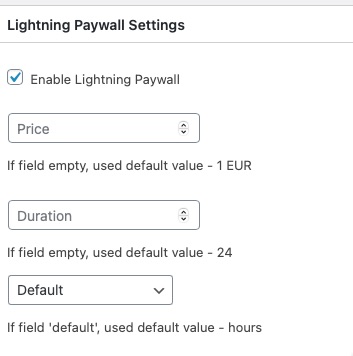 Lightning Paywall Settings
Enable Lightning Paywall
Price
If field empty, used default value - 1 EUR
Duration
If field empty, used default value - 24
Default
If field 'default', used default value - hours